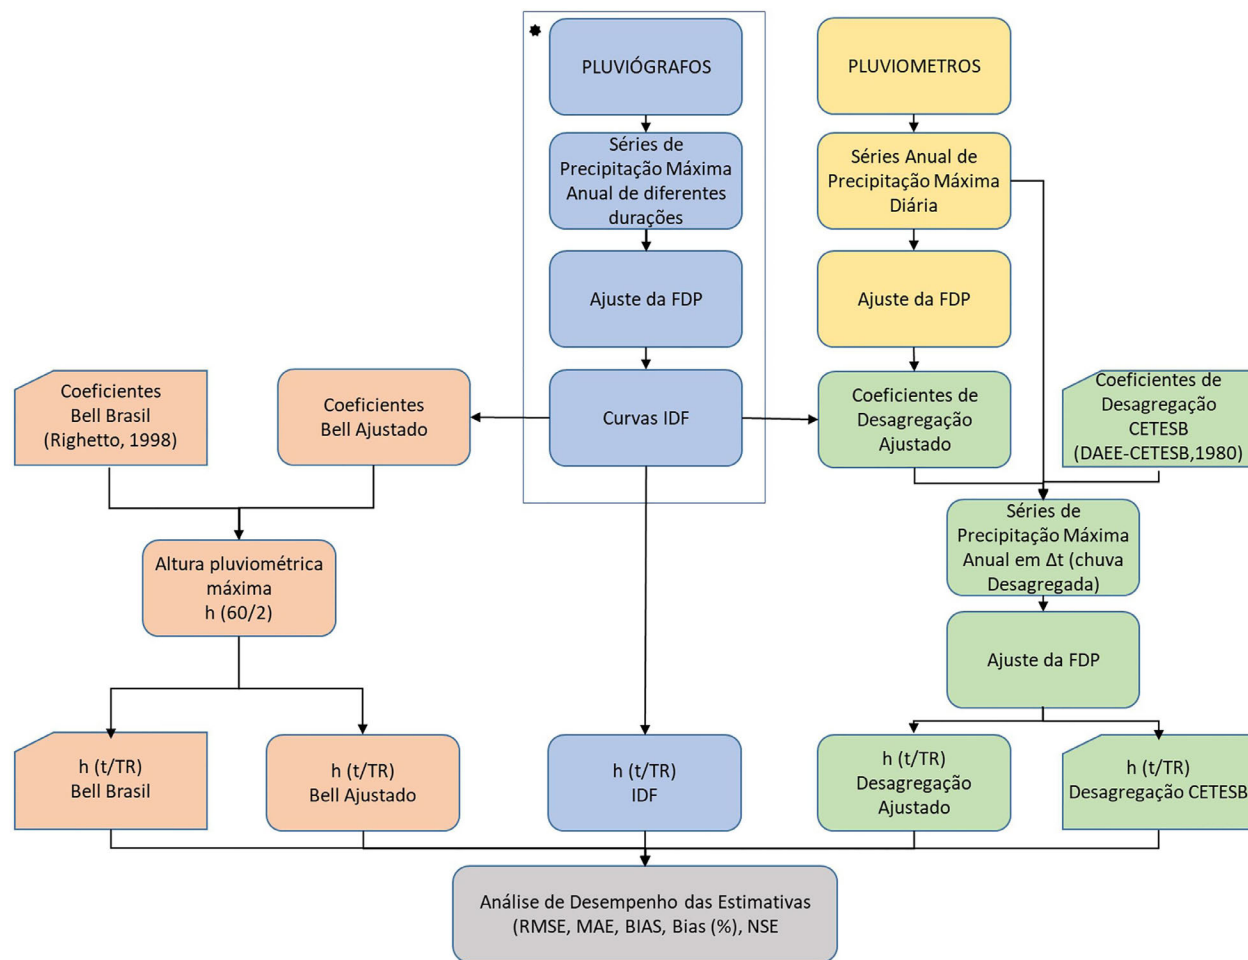 PLUVIÓGRAFOS
PLUVIOMETROS
Séries de
Precipitação Máxima
Anual de diferentes
durações
Séries Anual de
Precipitação Máxima
Diária
Ajuste da FDP
Ajuste da FDP
Coeficientes
Bell Brasil
(Righetto, 1998)
Coeficientes
Bell Ajustado
Curvas IDF
Coeficientes de
Desagregação
Ajustado
Coeficientes de
Desagregação
CETESB
(DAEE-CETESB,1980)
Altura pluviométrica
máxima
h (60/2)
Séries de
Precipitação Máxima
Anual em Δt (chuva
Desagregada)
Ajuste da FDP
h (t/TR)
Bell Brasil
h (t/TR)
Bell Ajustado
h (t/TR)
IDF
h (t/TR)
Desagregação
Ajustado
h (t/TR)
Desagregação CETESB
Análise de Desempenho das Estimativas
(RMSE, MAE, BIAS, Bias (%), NSE